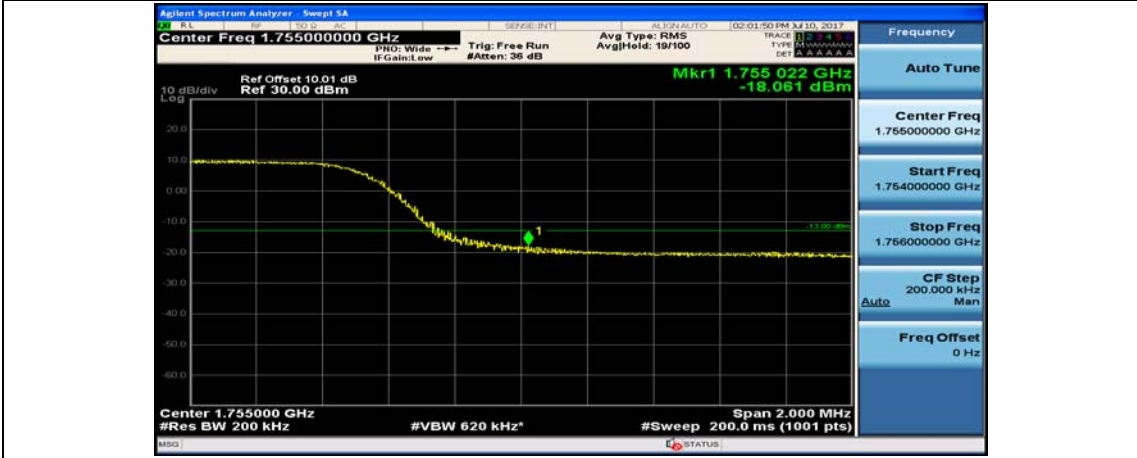 Agilent Spectrum Analyzer - Swept SA
RL RF 50 Ω AC SENSE:INT ALIGN AUTO 02:01:50 PM Jul 10, 2017
Center Freq 1.755000000 GHz
PNO: Wide
IFGain:Low
Trig: Free Run
#Atten: 36 dB
Avg Type: RMS
Avg|Hold: 19/100
TRACE 1 2 3 4 5 6
TYPE M
DET A A A A A A
Ref Offset 10.01 dB
10 dB/div Ref 30.00 dBm
Log
Mkr1 1.755 022 GHz
-18.061 dBm
20.0
10.0
0.00
-10.0
-13.00 dBm
1
-20.0
-30.0
-40.0
-50.0
-60.0
Center 1.755000 GHz Span 2.000 MHz
#Res BW 200 kHz #VBW 620 kHz* #Sweep 200.0 ms (1001 pts)
MSG STATUS
Frequency
Auto Tune
Center Freq
1.755000000 GHz
Start Freq
1.754000000 GHz
Stop Freq
1.756000000 GHz
CF Step
200.000 kHz
Auto Man
Freq Offset
0 Hz